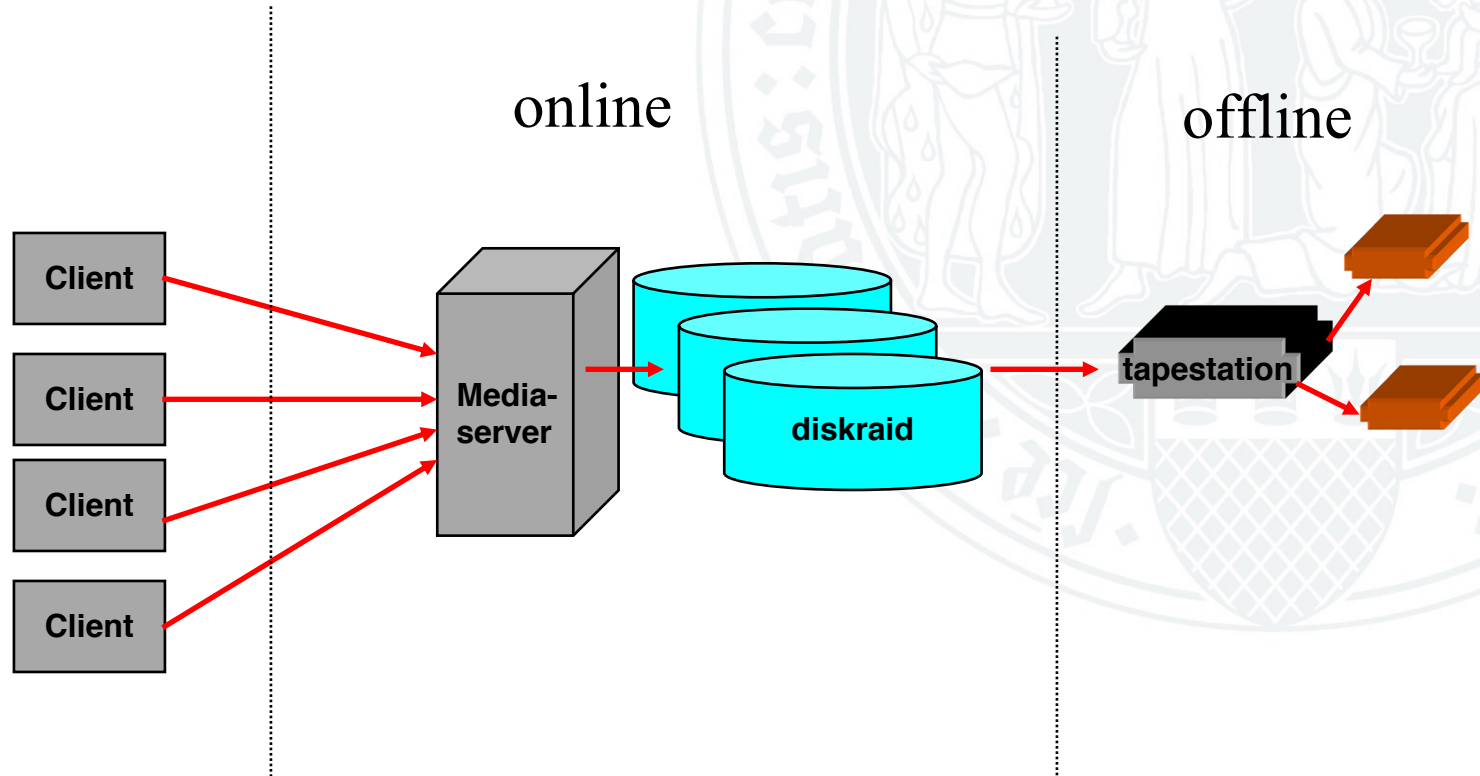 online
offline
Client
Client
Client
Client
Media-
server
diskraid
tapestation